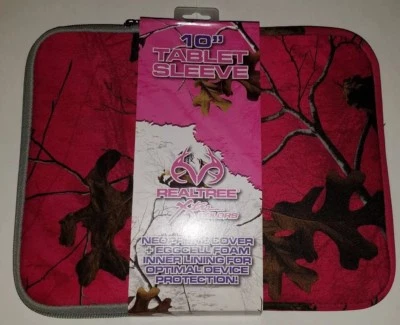 10"
TABLET
SLEEVE
REALTREE
NEOPRENE COVER
+ EGGCELL FOAM
INNER LINING FOR
OPTIMAL DEVICE
PROTECTION!